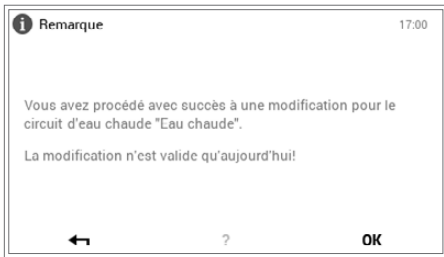 i Remarque 17:00
Vous avez procédé avec succès à une modification pour le
circuit d'eau chaude "Eau chaude".
La modification n'est valide qu'aujourd'hui!
? OK